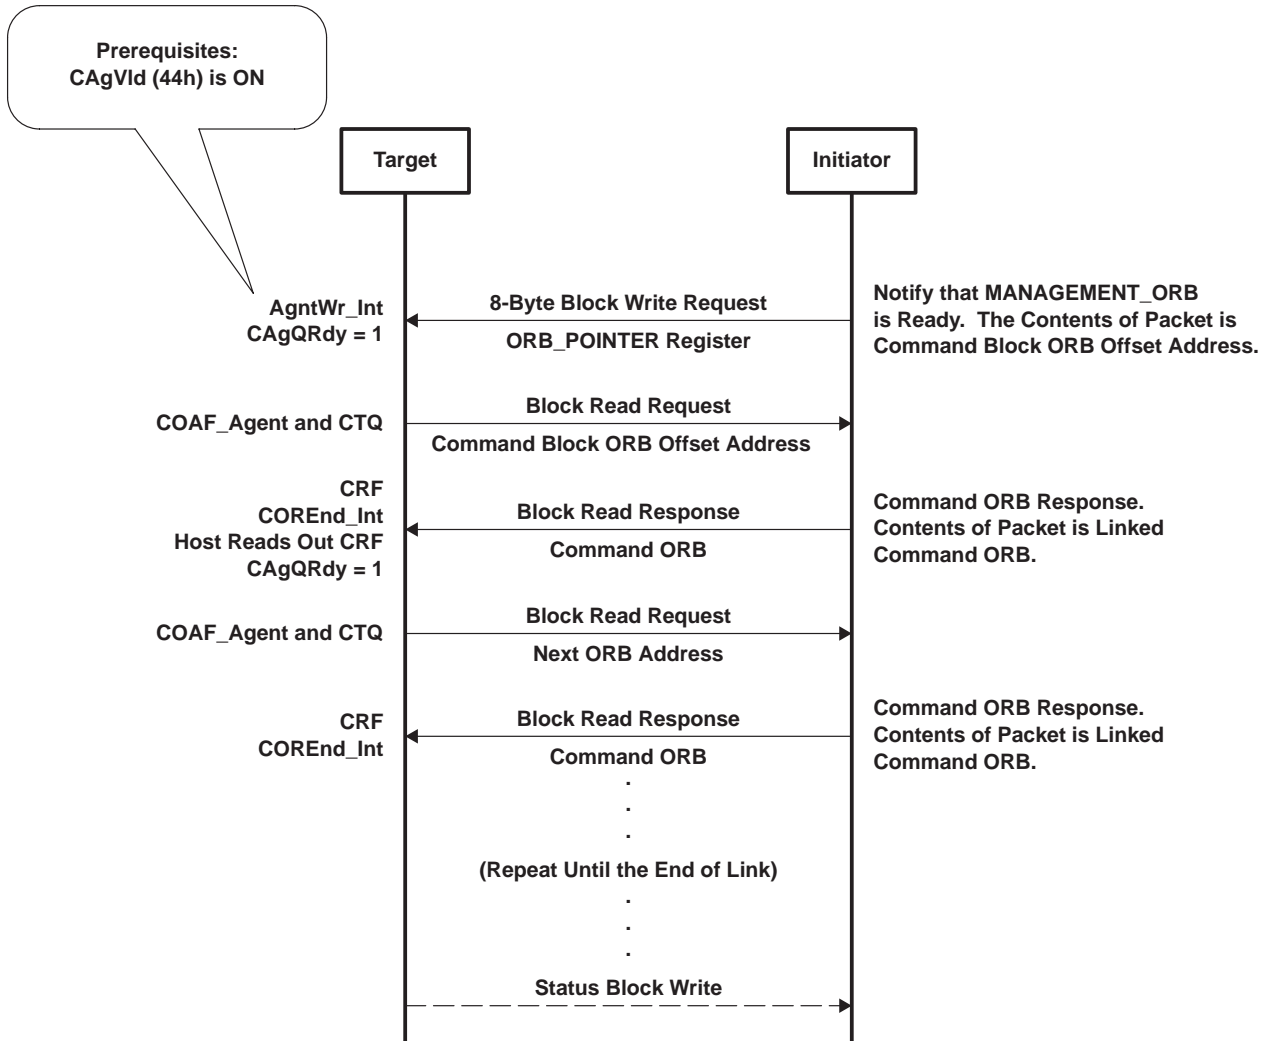 Prerequisites:
CAgVld (44h) is ON
Target
Initiator
AgntWr_Int
CAgQRdy = 1
8-Byte Block Write Request
ORB_POINTER Register
Notify that MANAGEMENT_ORB
is Ready. The Contents of Packet is
Command Block ORB Offset Address.
COAF_Agent and CTQ
Block Read Request
Command Block ORB Offset Address
CRF
COREnd_Int
Host Reads Out CRF
CAgQRdy = 1
Block Read Response
Command ORB
Command ORB Response.
Contents of Packet is Linked
Command ORB.
COAF_Agent and CTQ
Block Read Request
Next ORB Address
CRF
COREnd_Int
Block Read Response
Command ORB
Command ORB Response.
Contents of Packet is Linked
Command ORB.
.
.
.
(Repeat Until the End of Link)
.
.
.
Status Block Write